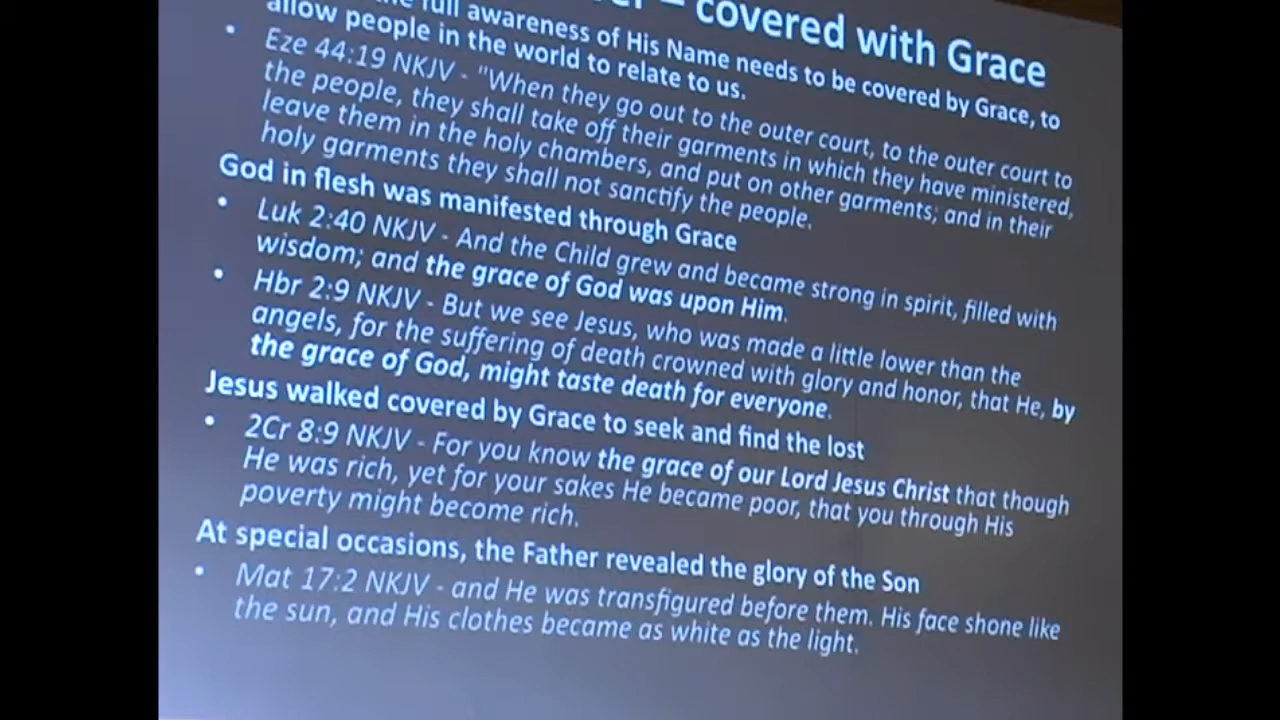 – covered with Grace
full awareness of His Name needs to be covered by Grace, to
allow people in the world to relate to us.
• Eze 44:19 NKJV - "When they go out to the outer court, to the outer court to
the people, they shall take off their garments in which they have ministered,
leave them in the holy chambers, and put on other garments; and in their
holy garments they shall not sanctify the people.
God in flesh was manifested through Grace
• Luk 2:40 NKJV - And the Child grew and became strong in spirit, filled with
wisdom; and the grace of God was upon Him.
• Hbr 2:9 NKJV - But we see Jesus, who was made a little lower than the
angels, for the suffering of death crowned with glory and honor, that He, by
the grace of God, might taste death for everyone.
Jesus walked covered by Grace to seek and find the lost
• 2Cr 8:9 NKJV - For you know the grace of our Lord Jesus Christ that though
He was rich, yet for your sakes He became poor, that you through His
poverty might become rich.
At special occasions, the Father revealed the glory of the Son
• Mat 17:2 NKJV - and He was transfigured before them. His face shone like
the sun, and His clothes became as white as the light.